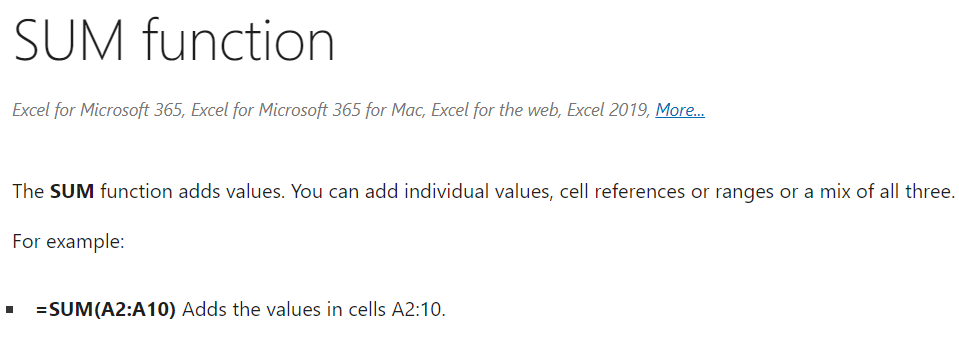 SUM function
Excel for Microsoft 365, Excel for Microsoft 365 for Mac, Excel for the web, Excel 2019, More...
The SUM function adds values. You can add individual values, cell references or ranges or a mix of all three.
For example:
▪ =SUM(A2:A10) Adds the values in cells A2:10.